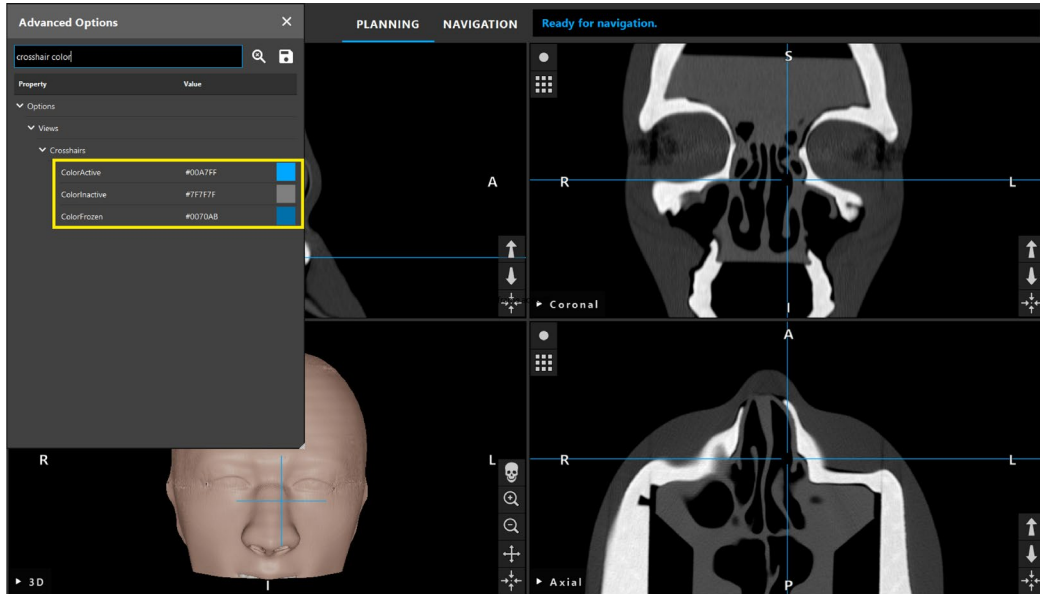 Advanced Options
PLANNING NAVIGATION Ready for navigation.
crosshair color
Property Value
Options
Views
Crosshairs
ColorActive #00A7FF
ColorInactive #7F7F7F
ColorFrozen #0070AB
A
S
R
L
Coronal
I
R
L
3D
I
A
R
L
Axial
P